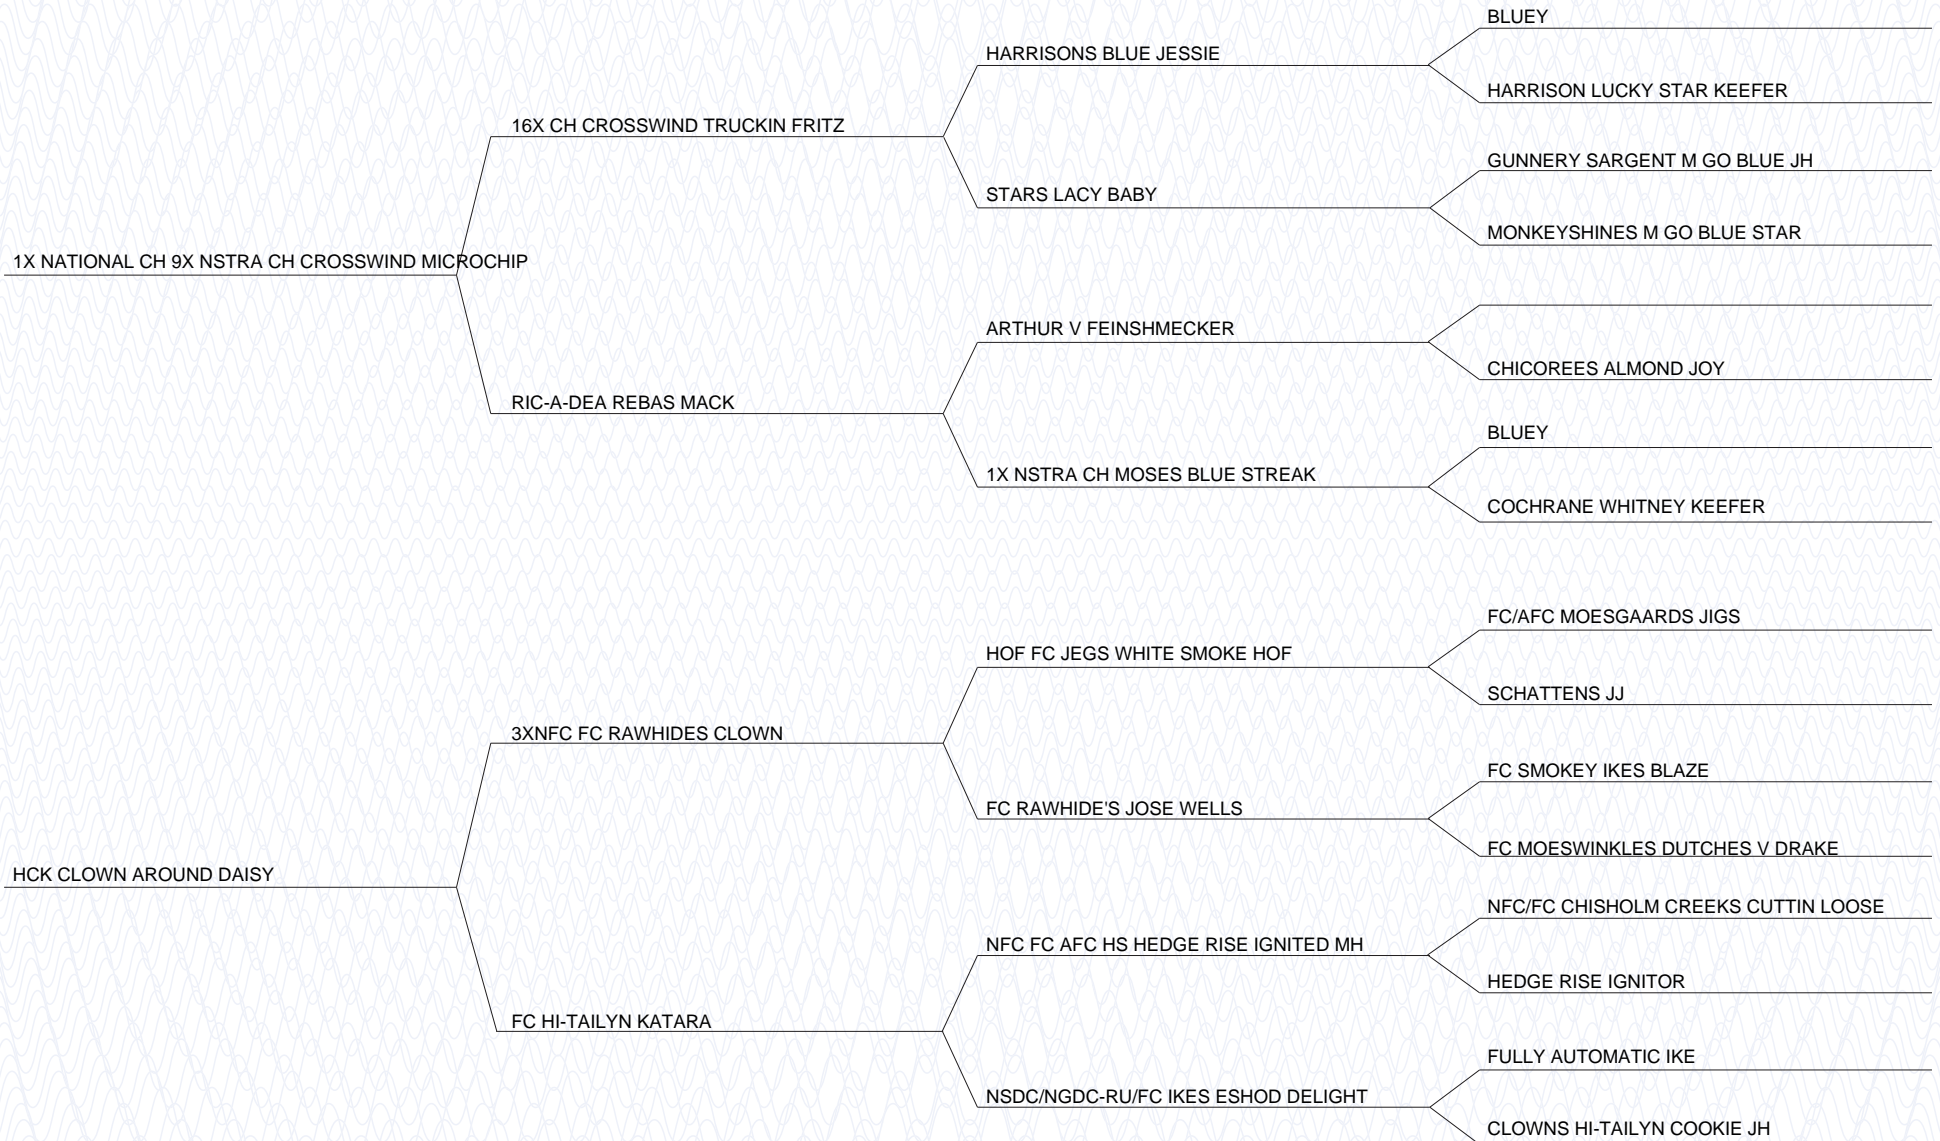 BLUEY
HARRISONS BLUE JESSIE
HARRISON LUCKY STAR KEEFER
16X CH CROSSWIND TRUCKIN FRITZ
GUNNERY SARGENT M GO BLUE JH
STARS LACY BABY
MONKEYSHINES M GO BLUE STAR
1X NATIONAL CH 9X NSTRA CH CROSSWIND MICROCHIP
ARTHUR V FEINSHMECKER
CHICOREES ALMOND JOY
RIC-A-DEA REBAS MACK
BLUEY
1X NSTRA CH MOSES BLUE STREAK
COCHRANE WHITNEY KEEFER
FC/AFC MOESGAARDS JIGS
HOF FC JEGS WHITE SMOKE HOF
SCHATTENS JJ
3XNFC FC RAWHIDES CLOWN
FC SMOKEY IKES BLAZE
FC RAWHIDE'S JOSE WELLS
FC MOESWINKLES DUTCHES V DRAKE
HCK CLOWN AROUND DAISY
NFC/FC CHISHOLM CREEKS CUTTIN LOOSE
NFC FC AFC HS HEDGE RISE IGNITED MH
HEDGE RISE IGNITOR
FC HI-TAILYN KATARA
FULLY AUTOMATIC IKE
NSDC/NGDC-RU/FC IKES ESHOD DELIGHT
CLOWNS HI-TAILYN COOKIE JH